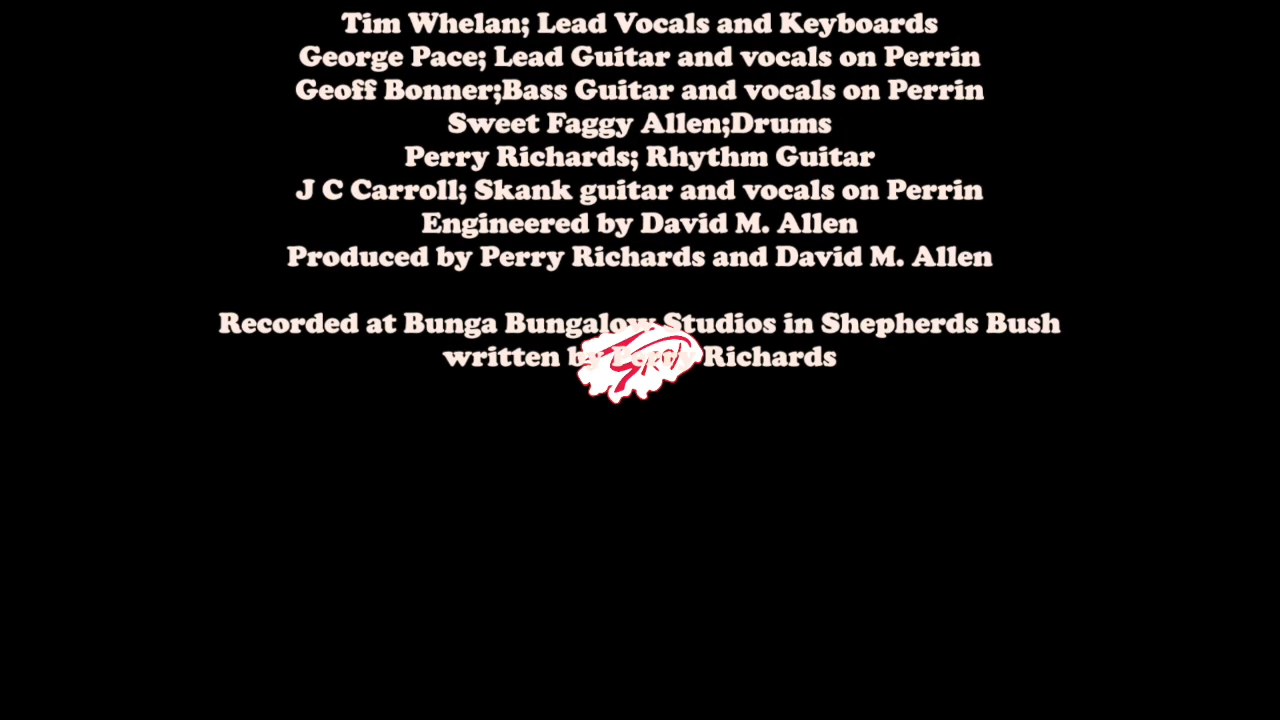 Tim Whelan; Lead Vocals and Keyboards
George Pace; Lead Guitar and vocals on Perrin
Geoff Bonner;Bass Guitar and vocals on Perrin
Sweet Faggy Allen;Drums
Perry Richards; Rhythm Guitar
J C Carroll; Skank guitar and vocals on Perrin
Engineered by David M. Allen
Produced by Perry Richards and David M. Allen
Recorded at Bunga Bungalow Studios in Shepherds Bush
written by Perry Richards